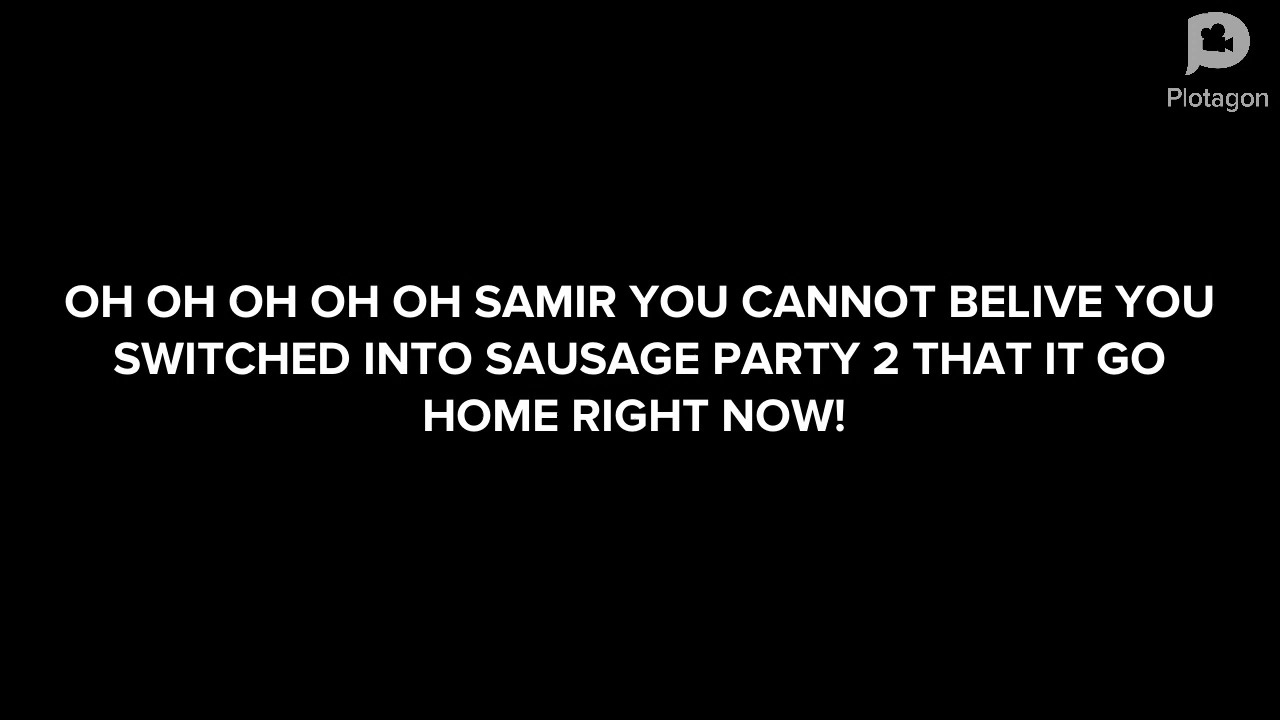 Plotagon
OH OH OH OH OH SAMIR YOU CANNOT BELIVE YOU
SWITCHED INTO SAUSAGE PARTY 2 THAT IT GO
HOME RIGHT NOW!